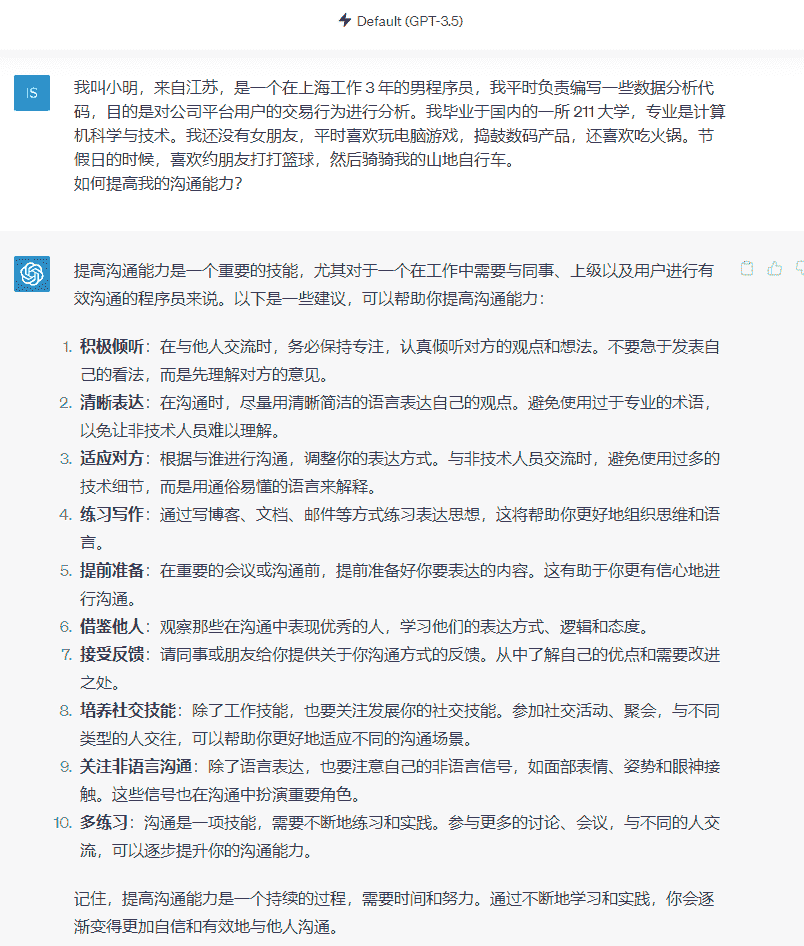 Default (GPT-3.5)
IS
我叫小明，来自江苏，是一个在上海工作 3 年的男程序员，我平时负责编写一些数据分析代
码，目的是对公司平台用户的交易行为进行分析。我毕业于国内的一所 211 大学，专业是计算
机科学与技术。我还没有女朋友，平时喜欢玩电脑游戏，捣鼓数码产品，还喜欢吃火锅。节
假日的时候，喜欢约朋友打打篮球，然后骑骑我的山地自行车。
如何提高我的沟通能力？
提高沟通能力是一个重要的技能，尤其对于一个在工作中需要与同事、上级以及用户进行有
效沟通的程序员来说。以下是一些建议，可以帮助你提高沟通能力：
1. 积极倾听：在与他人交流时，务必保持专注，认真倾听对方的观点和想法。不要急于发表自
己的看法，而是先理解对方的意见。
2. 清晰表达：在沟通时，尽量用清晰简洁的语言表达自己的观点。避免使用过于专业的术语，
以免让非技术人员难以理解。
3. 适应对方：根据与谁进行沟通，调整你的表达方式。与非技术人员交流时，避免使用过多的
技术细节，而是用通俗易懂的语言来解释。
4. 练习写作：通过写博客、文档、邮件等方式练习表达思想，这将帮助你更好地组织思维和语
言。
5. 提前准备：在重要的会议或沟通前，提前准备好你要表达的内容。这有助于你更有信心地进
行沟通。
6. 借鉴他人：观察那些在沟通中表现优秀的人，学习他们的表达方式、逻辑和态度。
7. 接受反馈：请同事或朋友给你提供关于你沟通方式的反馈。从中了解自己的优点和需要改进
之处。
8. 培养社交技能：除了工作技能，也要关注发展你的社交技能。参加社交活动、聚会，与不同
类型的人交往，可以帮助你更好地适应不同的沟通场景。
9. 关注非语言沟通：除了语言表达，也要注意自己的非语言信号，如面部表情、姿势和眼神接
触。这些信号也在沟通中扮演重要角色。
10. 多练习：沟通是一项技能，需要不断地练习和实践。参与更多的讨论、会议，与不同的人交
流，可以逐步提升你的沟通能力。
记住，提高沟通能力是一个持续的过程，需要时间和努力。通过不断地学习和实践，你会逐
渐变得更加自信和有效地与他人沟通。